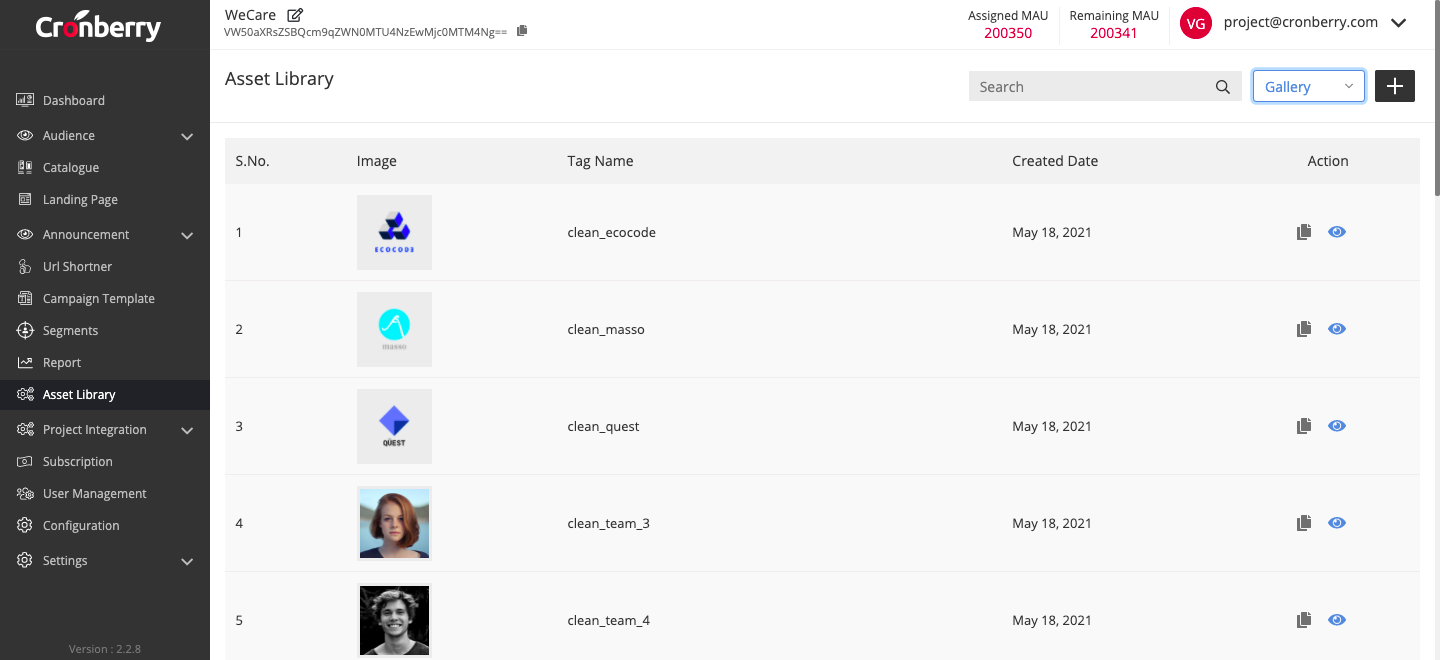 Cronberry
WeCare
VW50aXRsZSBQcm9qZWN0MTU4NzEwMjc0MTM4MTM4Ng==
Assigned MAU
200350
Remaining MAU
200341
VG
project@cronberry.com
Asset Library
Search
Gallery
Dashboard
Audience
Catalogue
Landing Page
Announcement
Url Shortner
Campaign Template
Segments
Report
Asset Library
Project Integration
Subscription
User Management
Configuration
Settings
Version : 2.2.8
S.No. Image Tag Name Created Date Action
1 ECOCODE clean_ecocode May 18, 2021
2 masso clean_masso May 18, 2021
3 QUEST clean_quest May 18, 2021
4 clean_team_3 May 18, 2021
5 clean_team_4 May 18, 2021